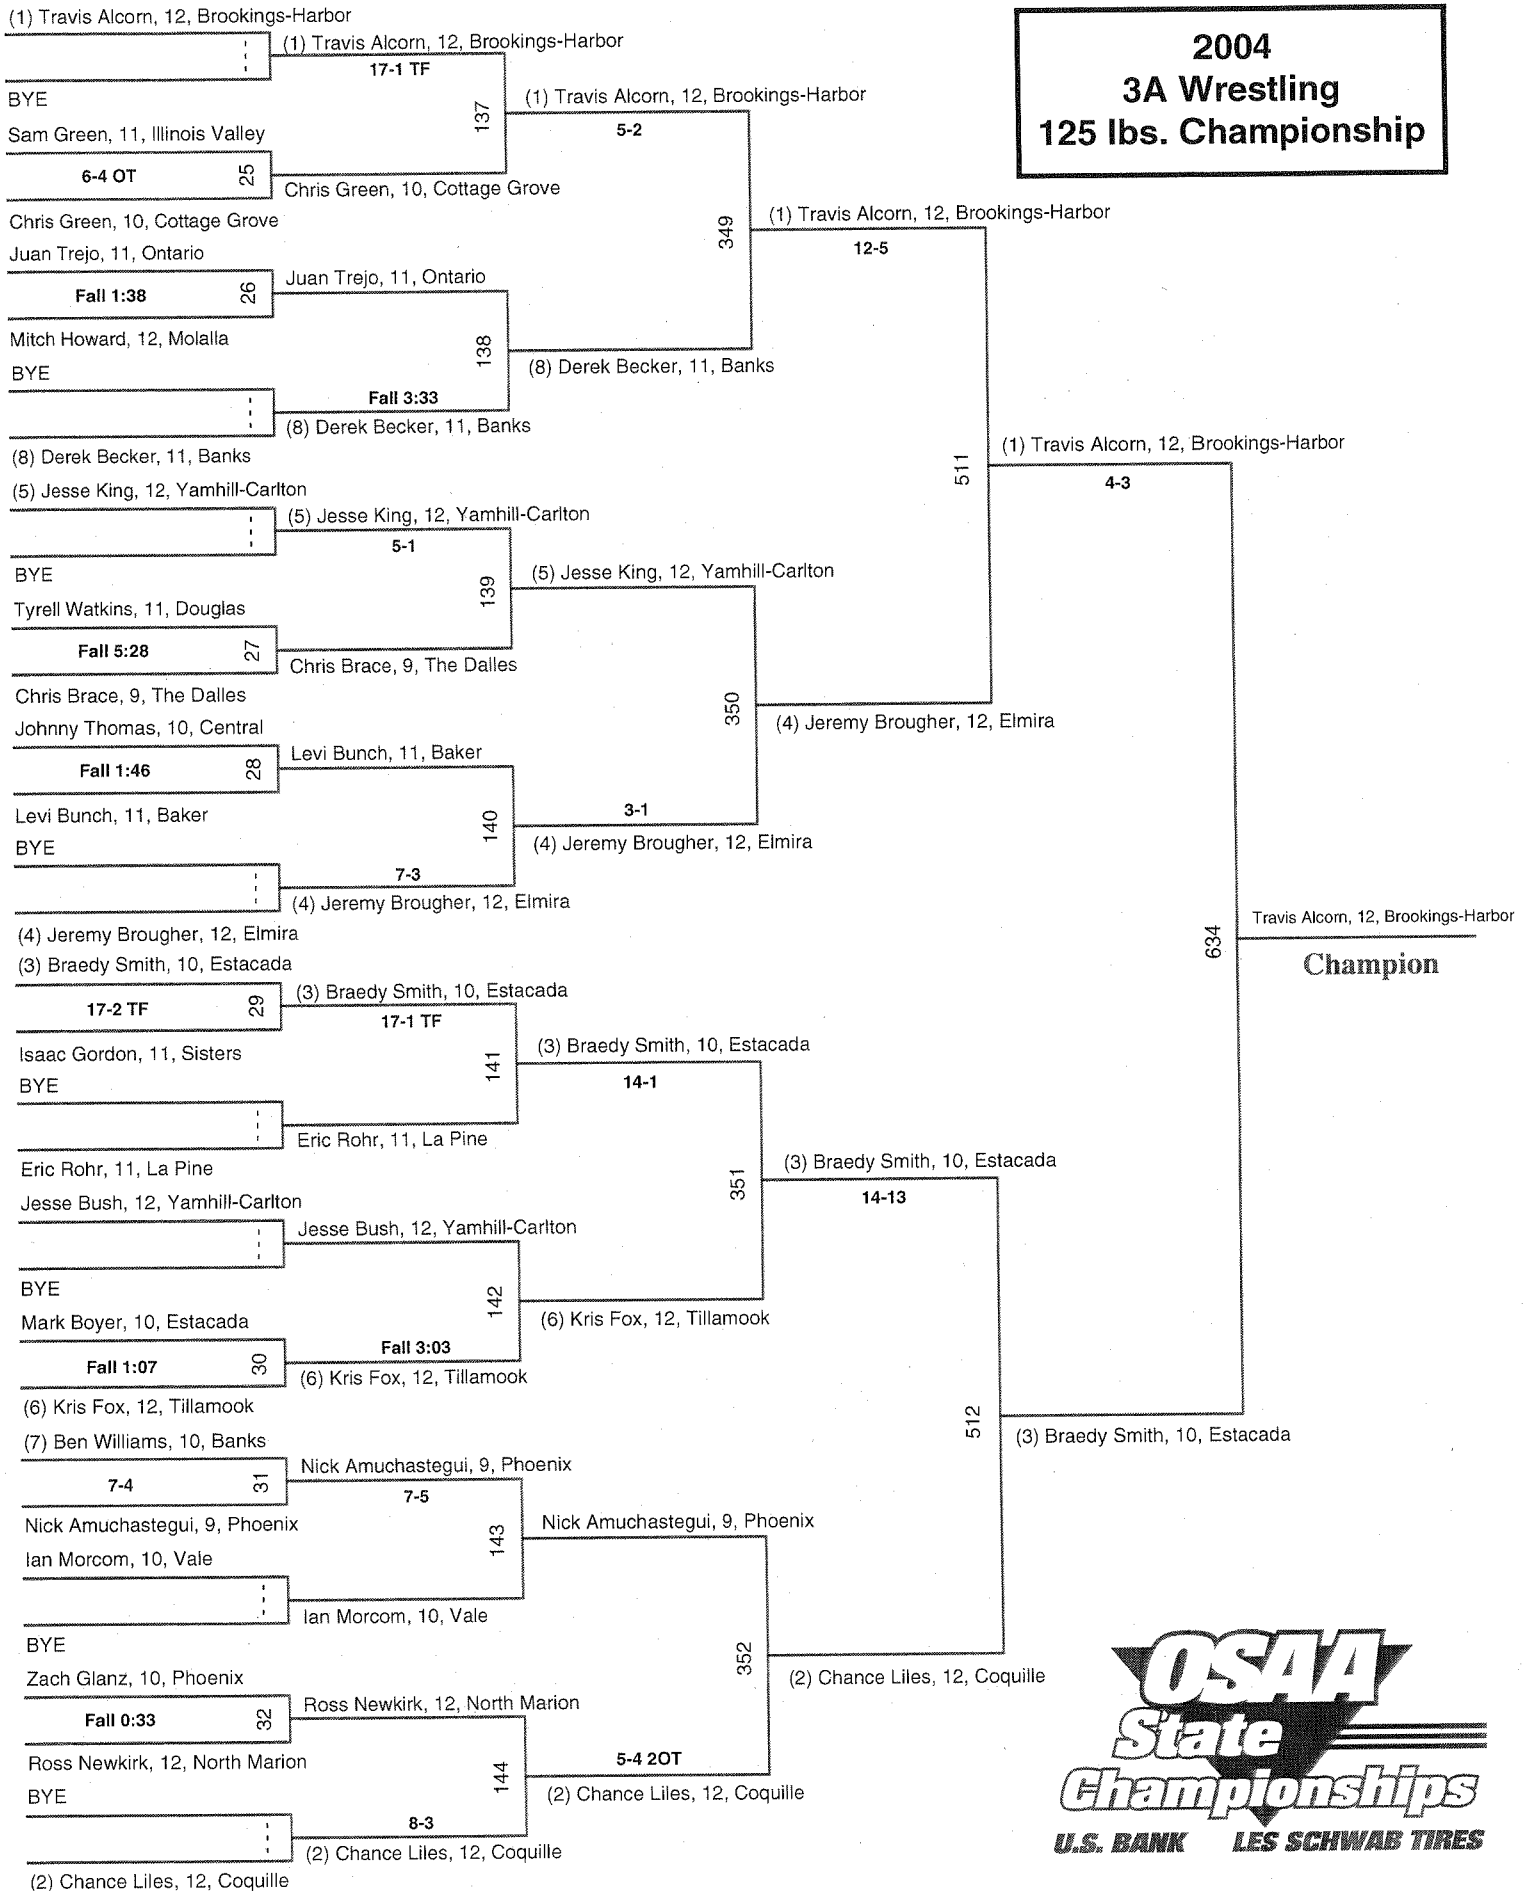 (1) Travis Alcorn, 12, Brookings-Harbor
BYE
Sam Green, 11, Illinois Valley
6-4 OT 25
Chris Green, 10, Cottage Grove
Juan Trejo, 11, Ontario
Fall 1:38 26
Mitch Howard, 12, Molalla
BYE
(8) Derek Becker, 11, Banks
(5) Jesse King, 12, Yamhill-Carlton
BYE
Tyrell Watkins, 11, Douglas
Fall 5:28 27
Chris Brace, 9, The Dalles
Johnny Thomas, 10, Central
Fall 1:46 28
Levi Bunch, 11, Baker
BYE
(4) Jeremy Brougher, 12, Elmira
(3) Braedy Smith, 10, Estacada
17-2 TF 29
Isaac Gordon, 11, Sisters
BYE
Eric Rohr, 11, La Pine
Jesse Bush, 12, Yamhill-Carlton
BYE
Mark Boyer, 10, Estacada
Fall 1:07 30
(6) Kris Fox, 12, Tillamook
(7) Ben Williams, 10, Banks
7-4 31
Nick Amuchastegui, 9, Phoenix
Ian Morcom, 10, Vale
BYE
Zach Glanz, 10, Phoenix
Fall 0:33 32
Ross Newkirk, 12, North Marion
BYE
(2) Chance Liles, 12, Coquille
(1) Travis Alcorn, 12, Brookings-Harbor
17-1 TF
137
Chris Green, 10, Cottage Grove
Juan Trejo, 11, Ontario
138
Fall 3:33
(8) Derek Becker, 11, Banks
(5) Jesse King, 12, Yamhill-Carlton
5-1
139
Chris Brace, 9, The Dalles
Levi Bunch, 11, Baker
140
7-3
(4) Jeremy Brougher, 12, Elmira
(3) Braedy Smith, 10, Estacada
17-1 TF
141
Eric Rohr, 11, La Pine
Jesse Bush, 12, Yamhill-Carlton
142
Fall 3:03
(6) Kris Fox, 12, Tillamook
Nick Amuchastegui, 9, Phoenix
7-5
143
Ian Morcom, 10, Vale
Ross Newkirk, 12, North Marion
144
8-3
(2) Chance Liles, 12, Coquille
(1) Travis Alcorn, 12, Brookings-Harbor
5-2
349
(8) Derek Becker, 11, Banks
(5) Jesse King, 12, Yamhill-Carlton
350
3-1
(4) Jeremy Brougher, 12, Elmira
(3) Braedy Smith, 10, Estacada
14-1
351
(6) Kris Fox, 12, Tillamook
Nick Amuchastegui, 9, Phoenix
352
5-4 2OT
(2) Chance Liles, 12, Coquille
(1) Travis Alcorn, 12, Brookings-Harbor
12-5
511
(4) Jeremy Brougher, 12, Elmira
(3) Braedy Smith, 10, Estacada
14-13
512
(2) Chance Liles, 12, Coquille
(1) Travis Alcorn, 12, Brookings-Harbor
4-3
634
(3) Braedy Smith, 10, Estacada
Travis Alcorn, 12, Brookings-Harbor
Champion
2004
3A Wrestling
125 lbs. Championship
OSAA
State
Championships
U.S. BANK LES SCHWAB TIRES